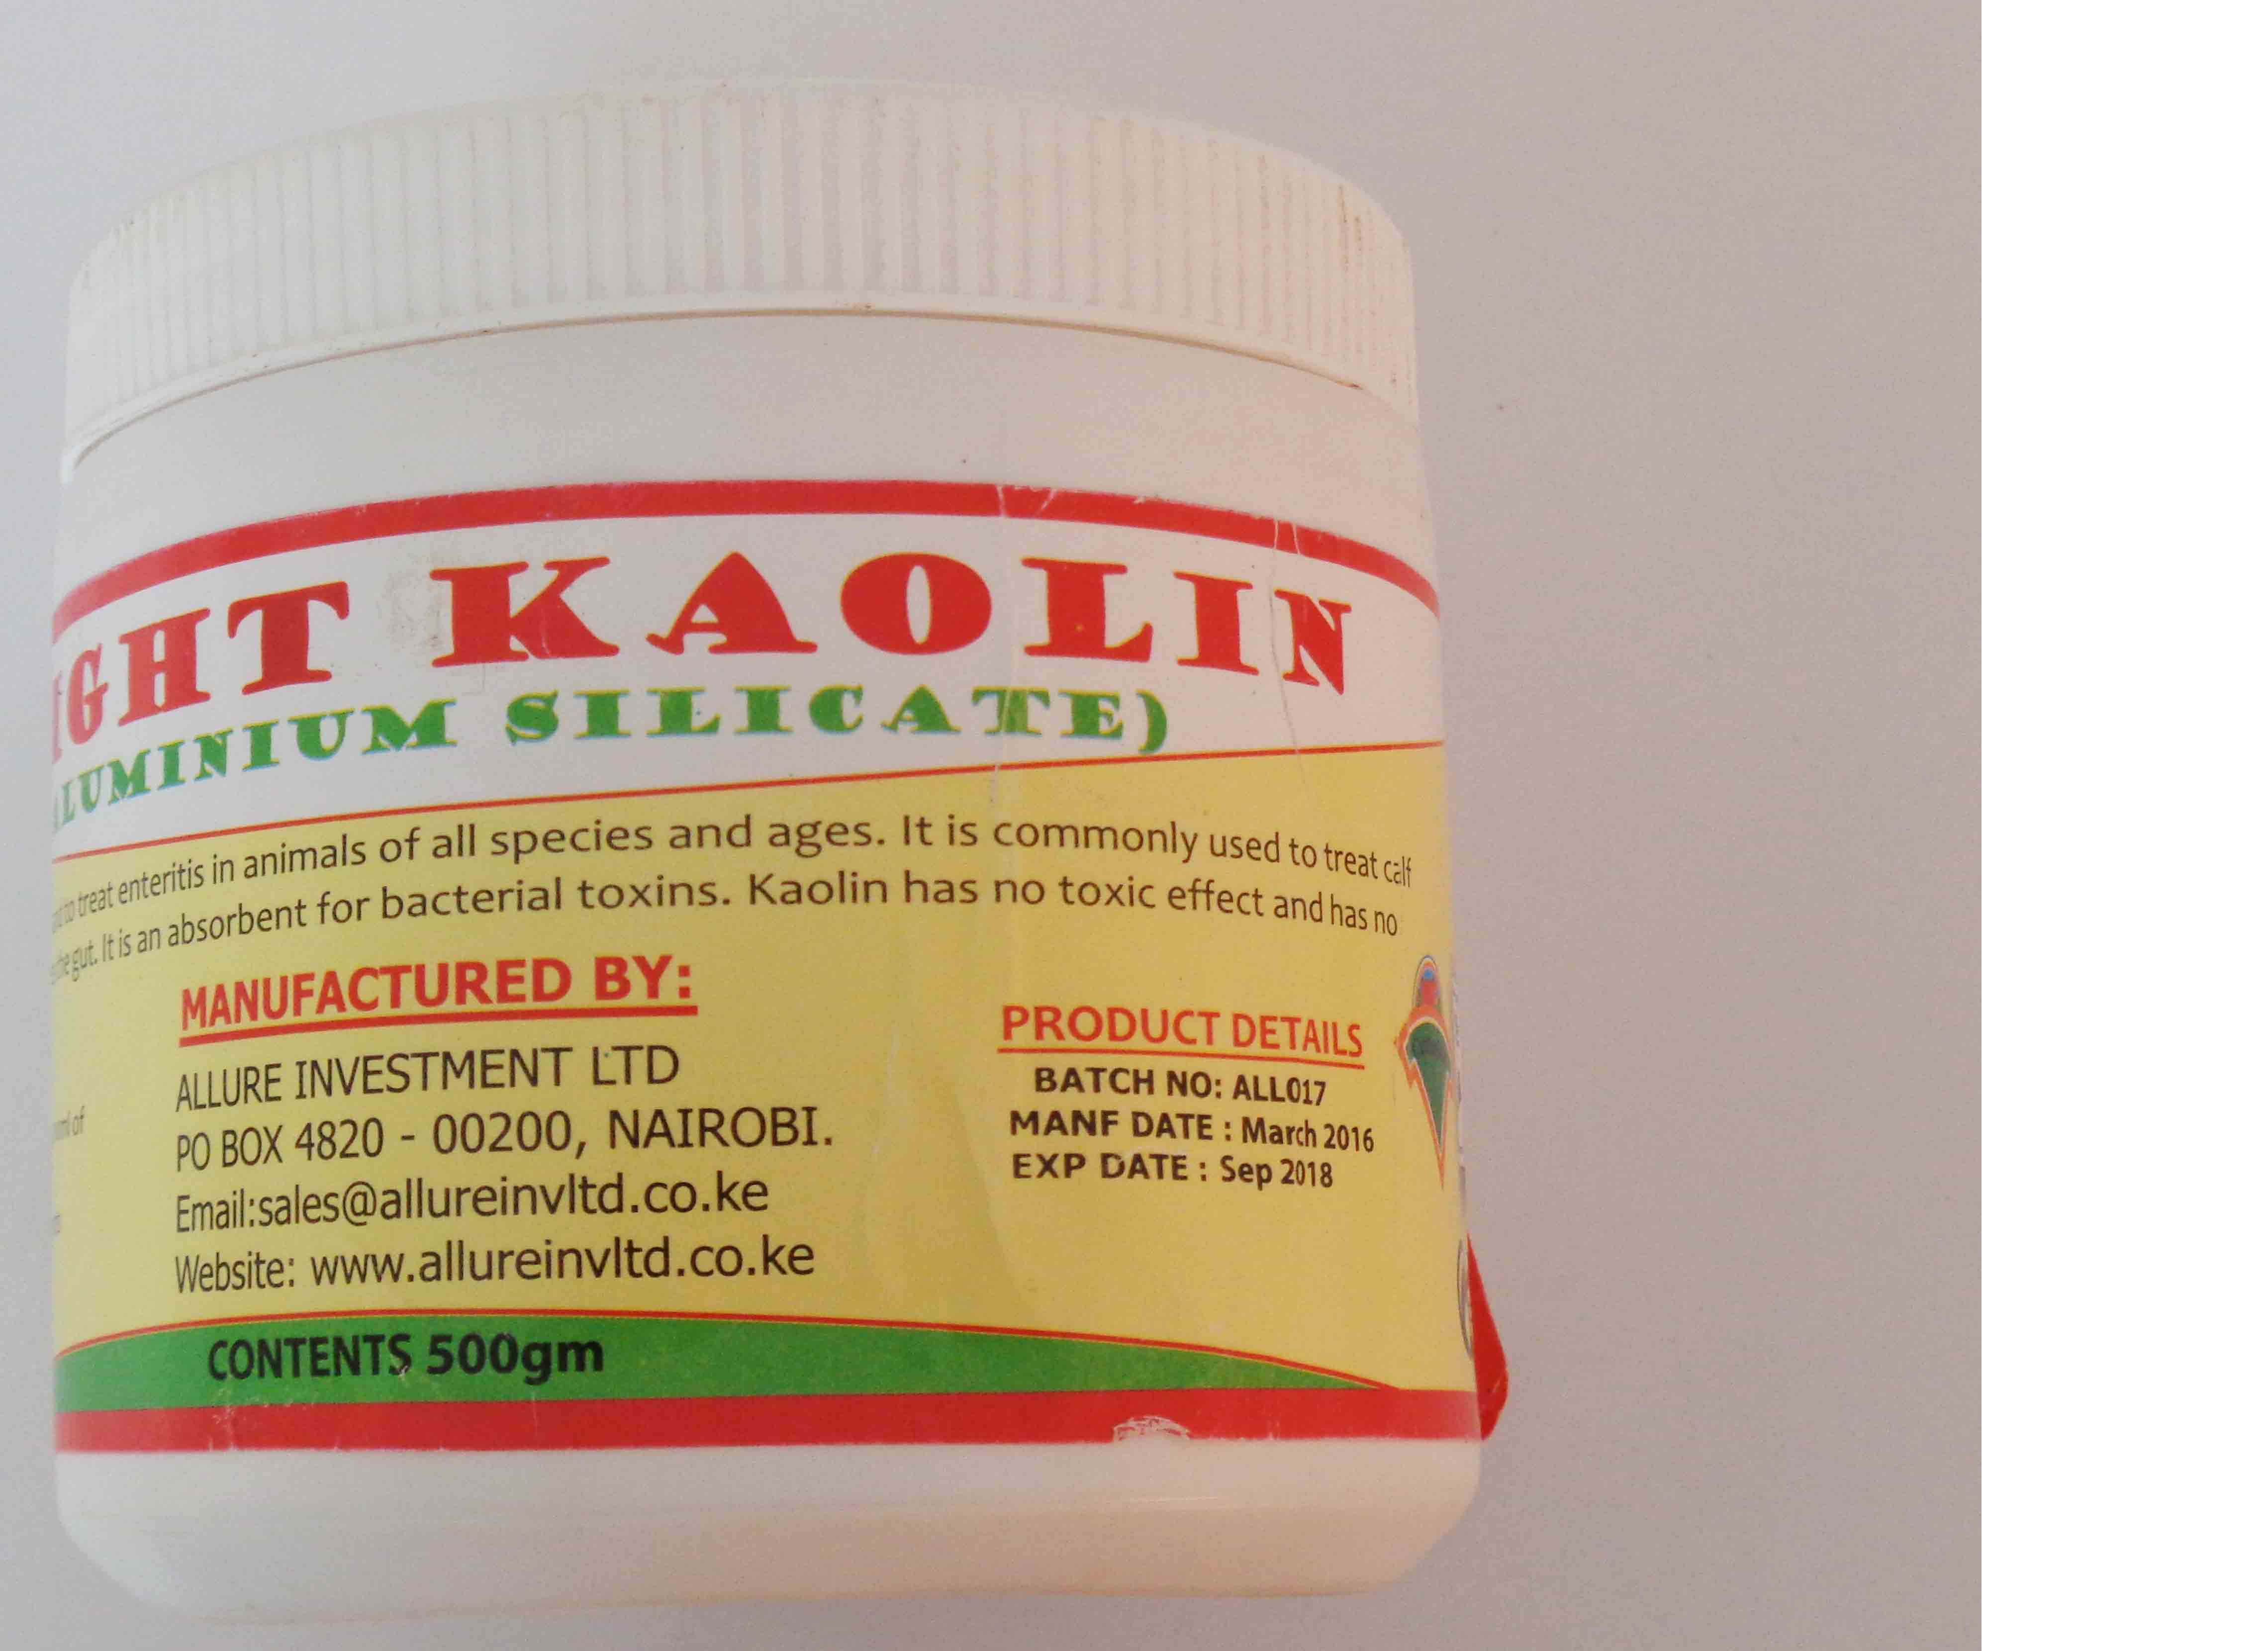 IGHT KAOLIN
ALUMINIUM SILICATE)
to treat enteritis in animals of all species and ages. It is commonly used to treat calf
the gut. It is an absorbent for bacterial toxins. Kaolin has no toxic effect and has no
MANUFACTURED BY:
ALLURE INVESTMENT LTD
PO BOX 4820 - 00200, NAIROBI.
Email:sales@allureinvltd.co.ke
Website: www.allureinvltd.co.ke
PRODUCT DETAILS
BATCH NO: ALL017
MANF DATE : March 2016
EXP DATE : Sep 2018
ml of
CONTENTS 500gm